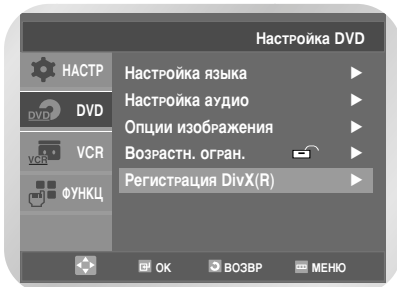 Настройка DVD
НАСТР
Настройка языка
DVD
DVD
Настройка аудио
Опции изображения
VCR
VCR
Возрастн. огран.
Регистрация DivX(R)
ФУНКЦ
ОК ВОЗВР МЕНЮ